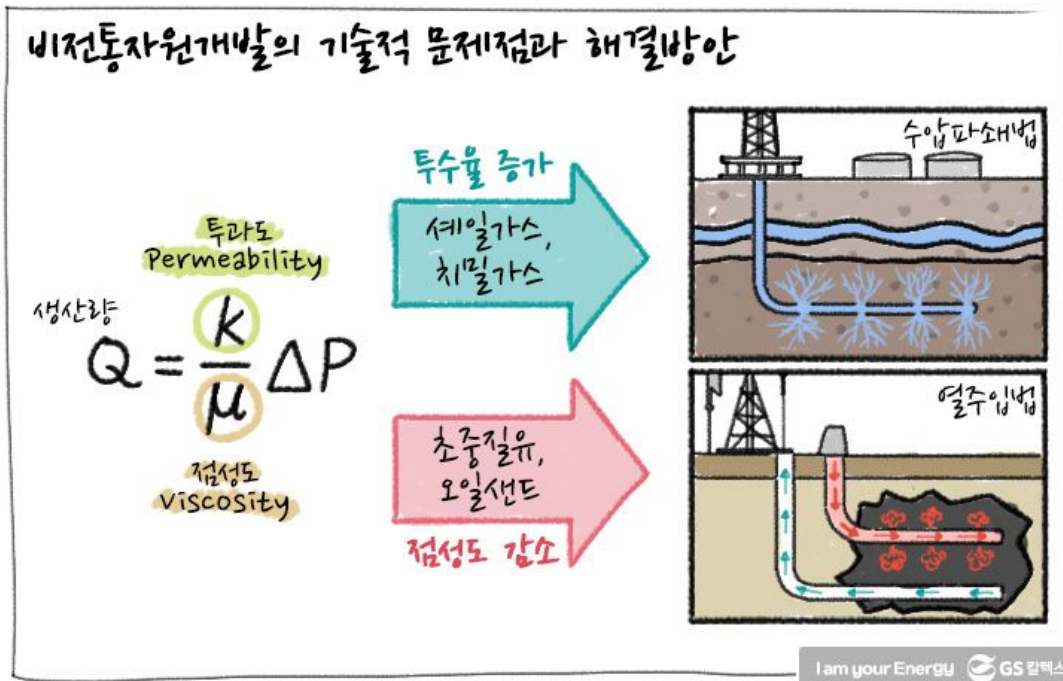 비전통자원개발의 기술적 문제점과 해결방안
수압파쇄법
투수율 증가
셰일가스,
치밀가스
투과도
Permeability
생산량
Q = k/μ ΔP
점성도
Viscosity
초중질유,
오일샌드
점성도 감소
열주입법
I am your Energy GS칼텍스